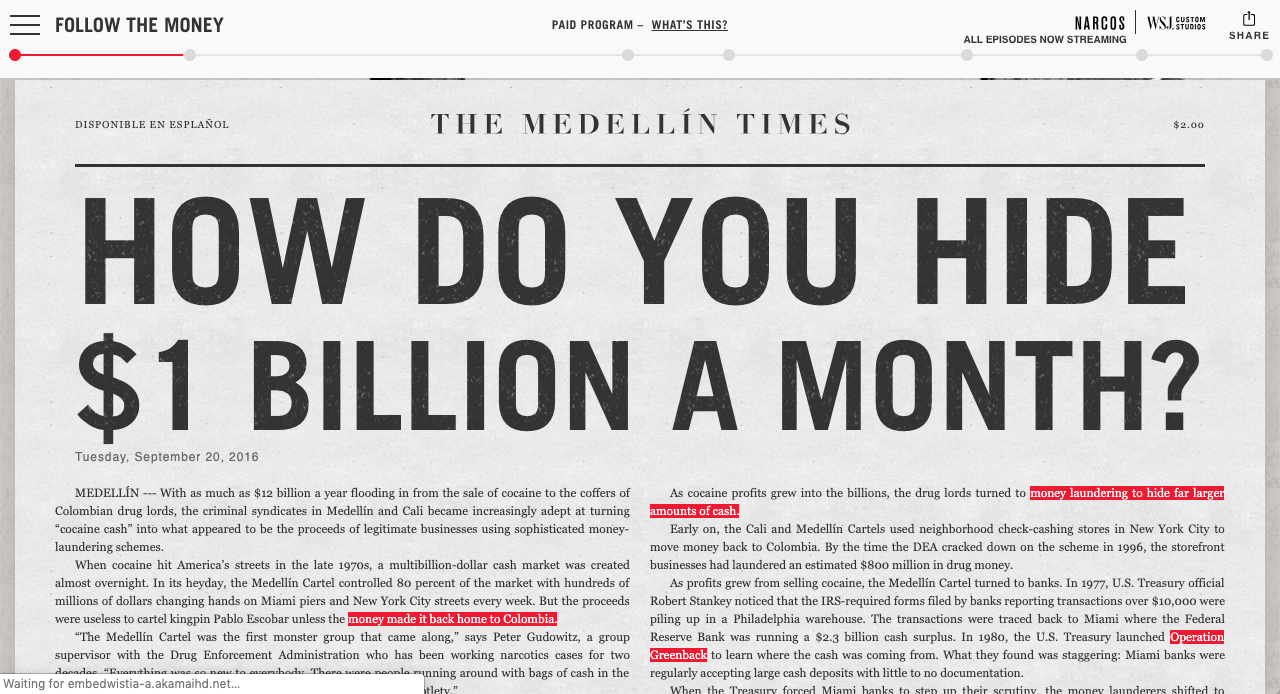 FOLLOW THE MONEY
PAID PROGRAM – WHAT'S THIS?
NARCOS
WSJ. CUSTOM STUDIOS
ALL EPISODES NOW STREAMING
SHARE
DISPONIBLE EN ESPAÑOL
THE MEDELLÍN TIMES
$2.00
HOW DO YOU HIDE
$1 BILLION A MONTH?
Tuesday, September 20, 2016
MEDELLÍN --- With as much as $12 billion a year flooding in from the sale of cocaine to the coffers of
Colombian drug lords, the criminal syndicates in Medellín and Cali became increasingly adept at turning
“cocaine cash” into what appeared to be the proceeds of legitimate businesses using sophisticated money-
laundering schemes.
When cocaine hit America’s streets in the late 1970s, a multibillion-dollar cash market was created
almost overnight. In its heyday, the Medellín Cartel controlled 80 percent of the market with hundreds of
millions of dollars changing hands on Miami piers and New York City streets every week. But the proceeds
were useless to cartel kingpin Pablo Escobar unless the money made it back home to Colombia.
“The Medellín Cartel was the first monster group that came along,” says Peter Gudowitz, a group
supervisor with the Drug Enforcement Administration who has been working narcotics cases for two
decades. “Everything was so new to everybody. There were people running around with bags of cash in the
As cocaine profits grew into the billions, the drug lords turned to money laundering to hide far larger
amounts of cash.
Early on, the Cali and Medellín Cartels used neighborhood check-cashing stores in New York City to
move money back to Colombia. By the time the DEA cracked down on the scheme in 1996, the storefront
businesses had laundered an estimated $800 million in drug money.
As profits grew from selling cocaine, the Medellín Cartel turned to banks. In 1977, U.S. Treasury official
Robert Stankey noticed that the IRS-required forms filed by banks reporting transactions over $10,000 were
piling up in a Philadelphia warehouse. The transactions were traced back to Miami where the Federal
Reserve Bank was running a $2.3 billion cash surplus. In 1980, the U.S. Treasury launched Operation
Greenback to learn where the cash was coming from. What they found was staggering: Miami banks were
regularly accepting large cash deposits with little to no documentation.
When the Treasury forced Miami banks to step up their scrutiny, the money launderers shifted to
Waiting for embedwistia-a.akamaihd.net...